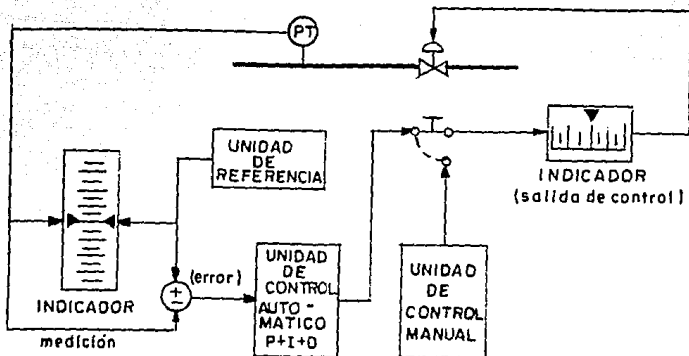 PT
UNIDAD
DE
REFERENCIA
INDICADOR
(salida de control)
INDICADOR
medición
(error)
+
-
UNIDAD
DE
CONTROL
AUTO-
MATICO
P+I+D
UNIDAD
DE
CONTROL
MANUAL